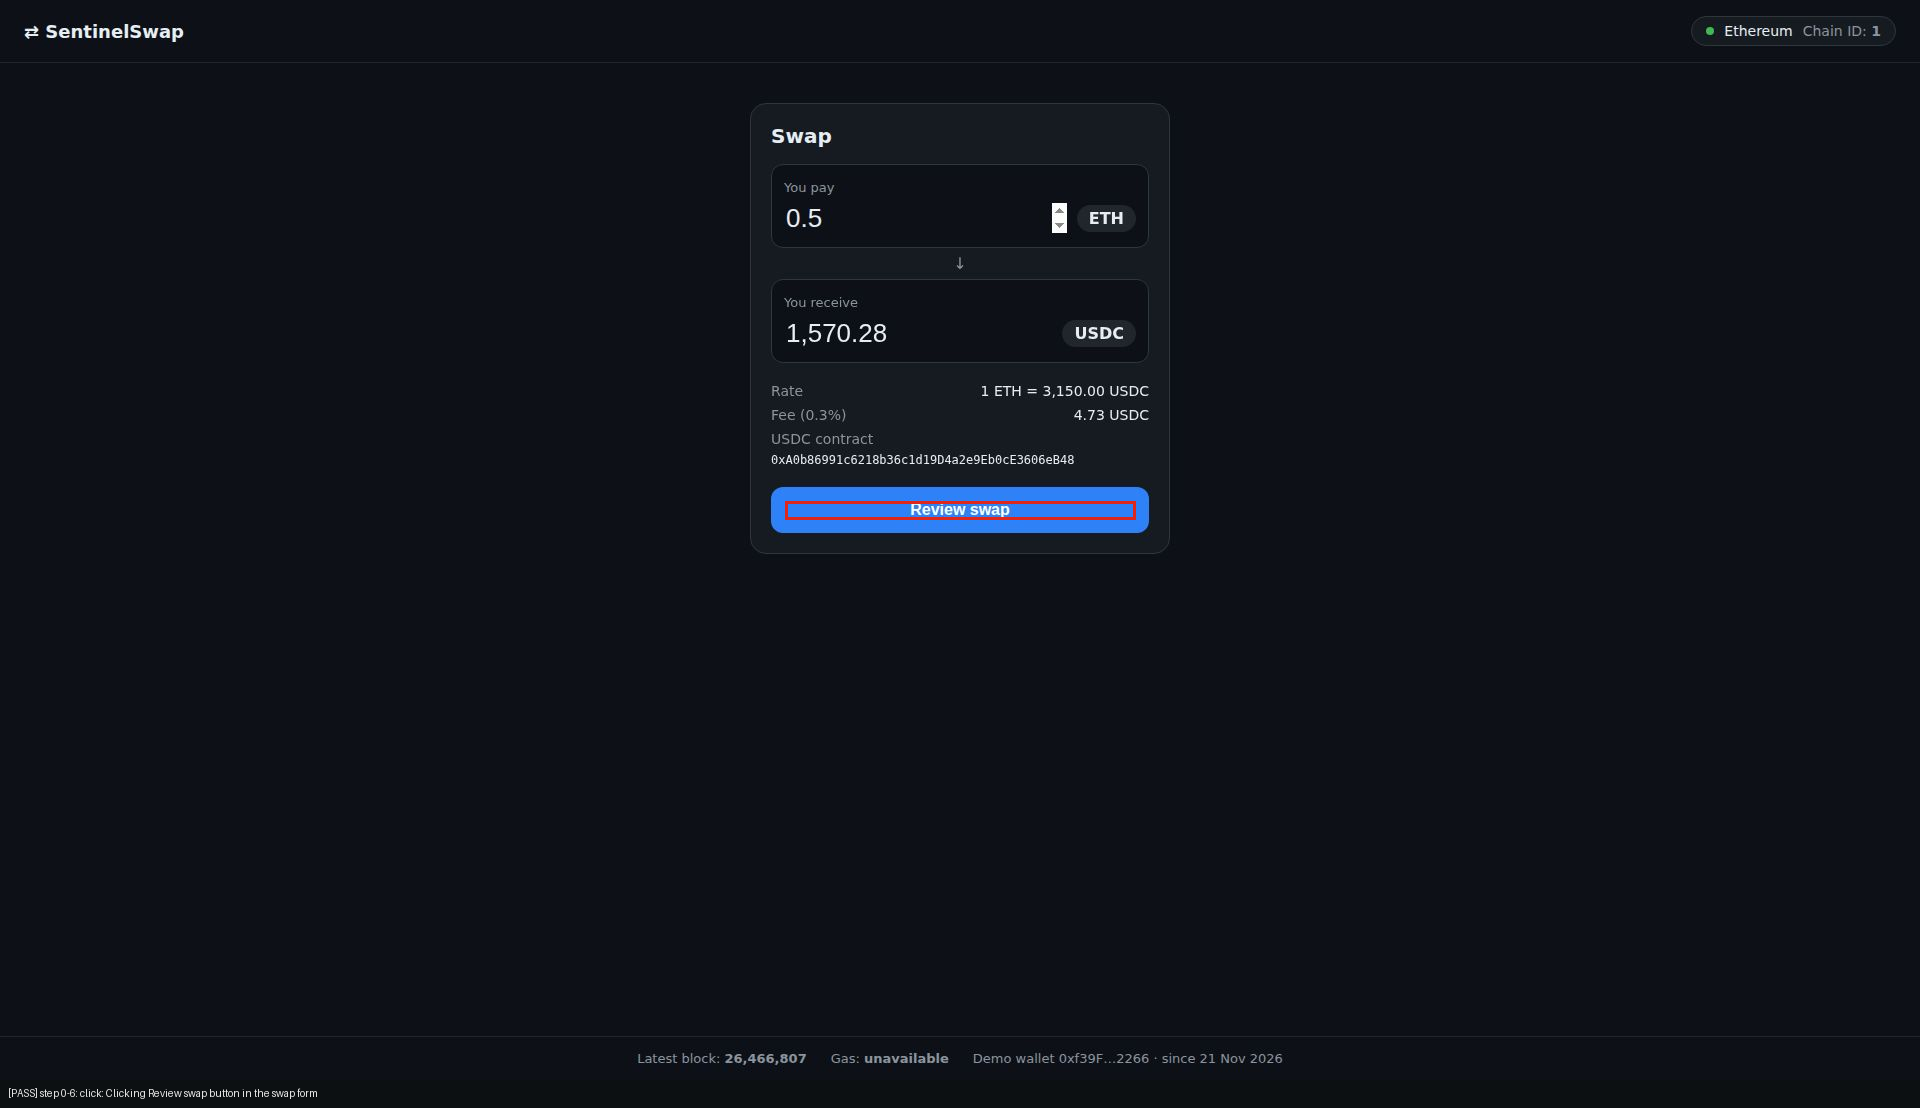 ⇄ SentinelSwap
Ethereum Chain ID: 1
Swap
You pay
0.5
ETH
↓
You receive
1,570.28
USDC
Rate 1 ETH = 3,150.00 USDC
Fee (0.3%) 4.73 USDC
USDC contract
0xA0b86991c6218b36c1d19D4a2e9Eb0cE3606eB48
Review swap
Latest block: 26,466,807 Gas: unavailable Demo wallet 0xf39F…2266 · since 21 Nov 2026
[PASS] step 0-6: click: Clicking Review swap button in the swap form